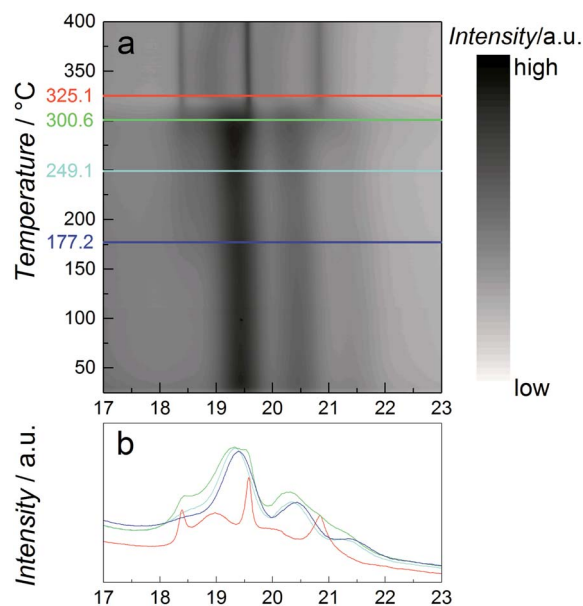 a
Temperature / °C
400
350
325.1
300.6
249.1
200
177.2
150
100
50
17 18 19 20 21 22 23
Intensity/a.u.
high
low
b
Intensity / a.u.
17 18 19 20 21 22 23